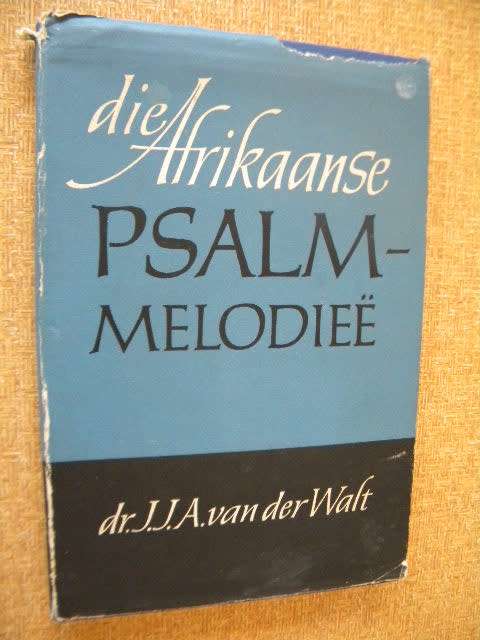 die Afrikaanse
PSALM-
MELODIEË
dr. J.J.A. van der Walt